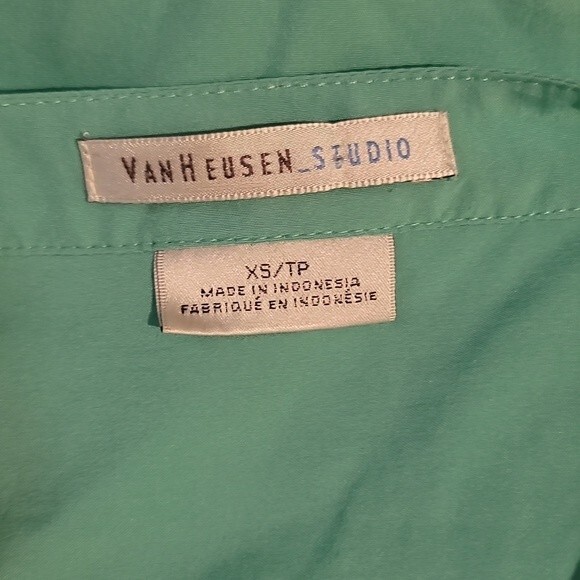 VANHEUSEN_STUDIO
XS/TP
MADE IN INDONESIA
FABRIQUÉ EN INDONÉSIE